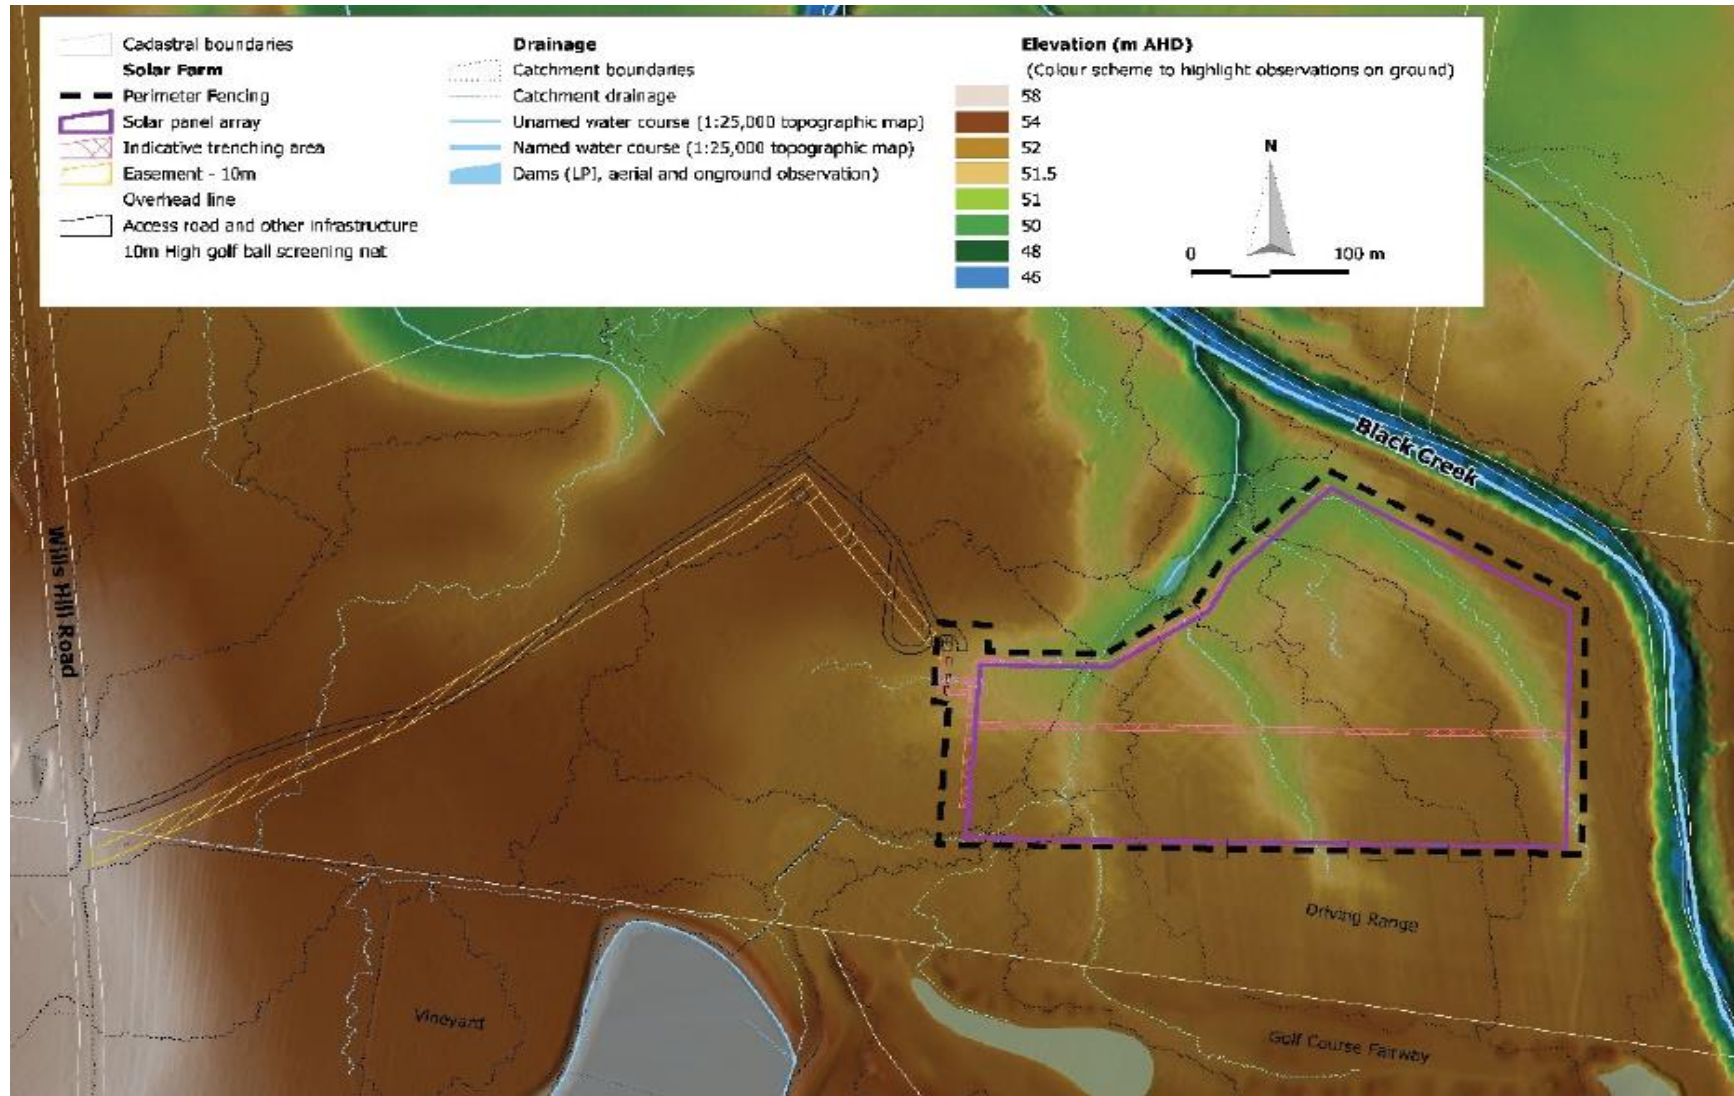 Cadastral boundaries
Solar Farm
Perimeter Fencing
Solar panel array
Indicative trenching area
Easement - 10m
Overhead line
Access road and other infrastructure
10m High golf ball screening net
Drainage
Catchment boundaries
Catchment drainage
Unamed water course (1:25,000 topographic map)
Named water course (1:25,000 topographic map)
Dams (LPI, aerial and onground observation)
Elevation (m AHD)
(Colour scheme to highlight observations on ground)
58
54
52
51.5
51
50
48
46
N
0 100 m
Black Creek
Wills Hill Road
Driving Range
Vineyard
Golf Course Fairway